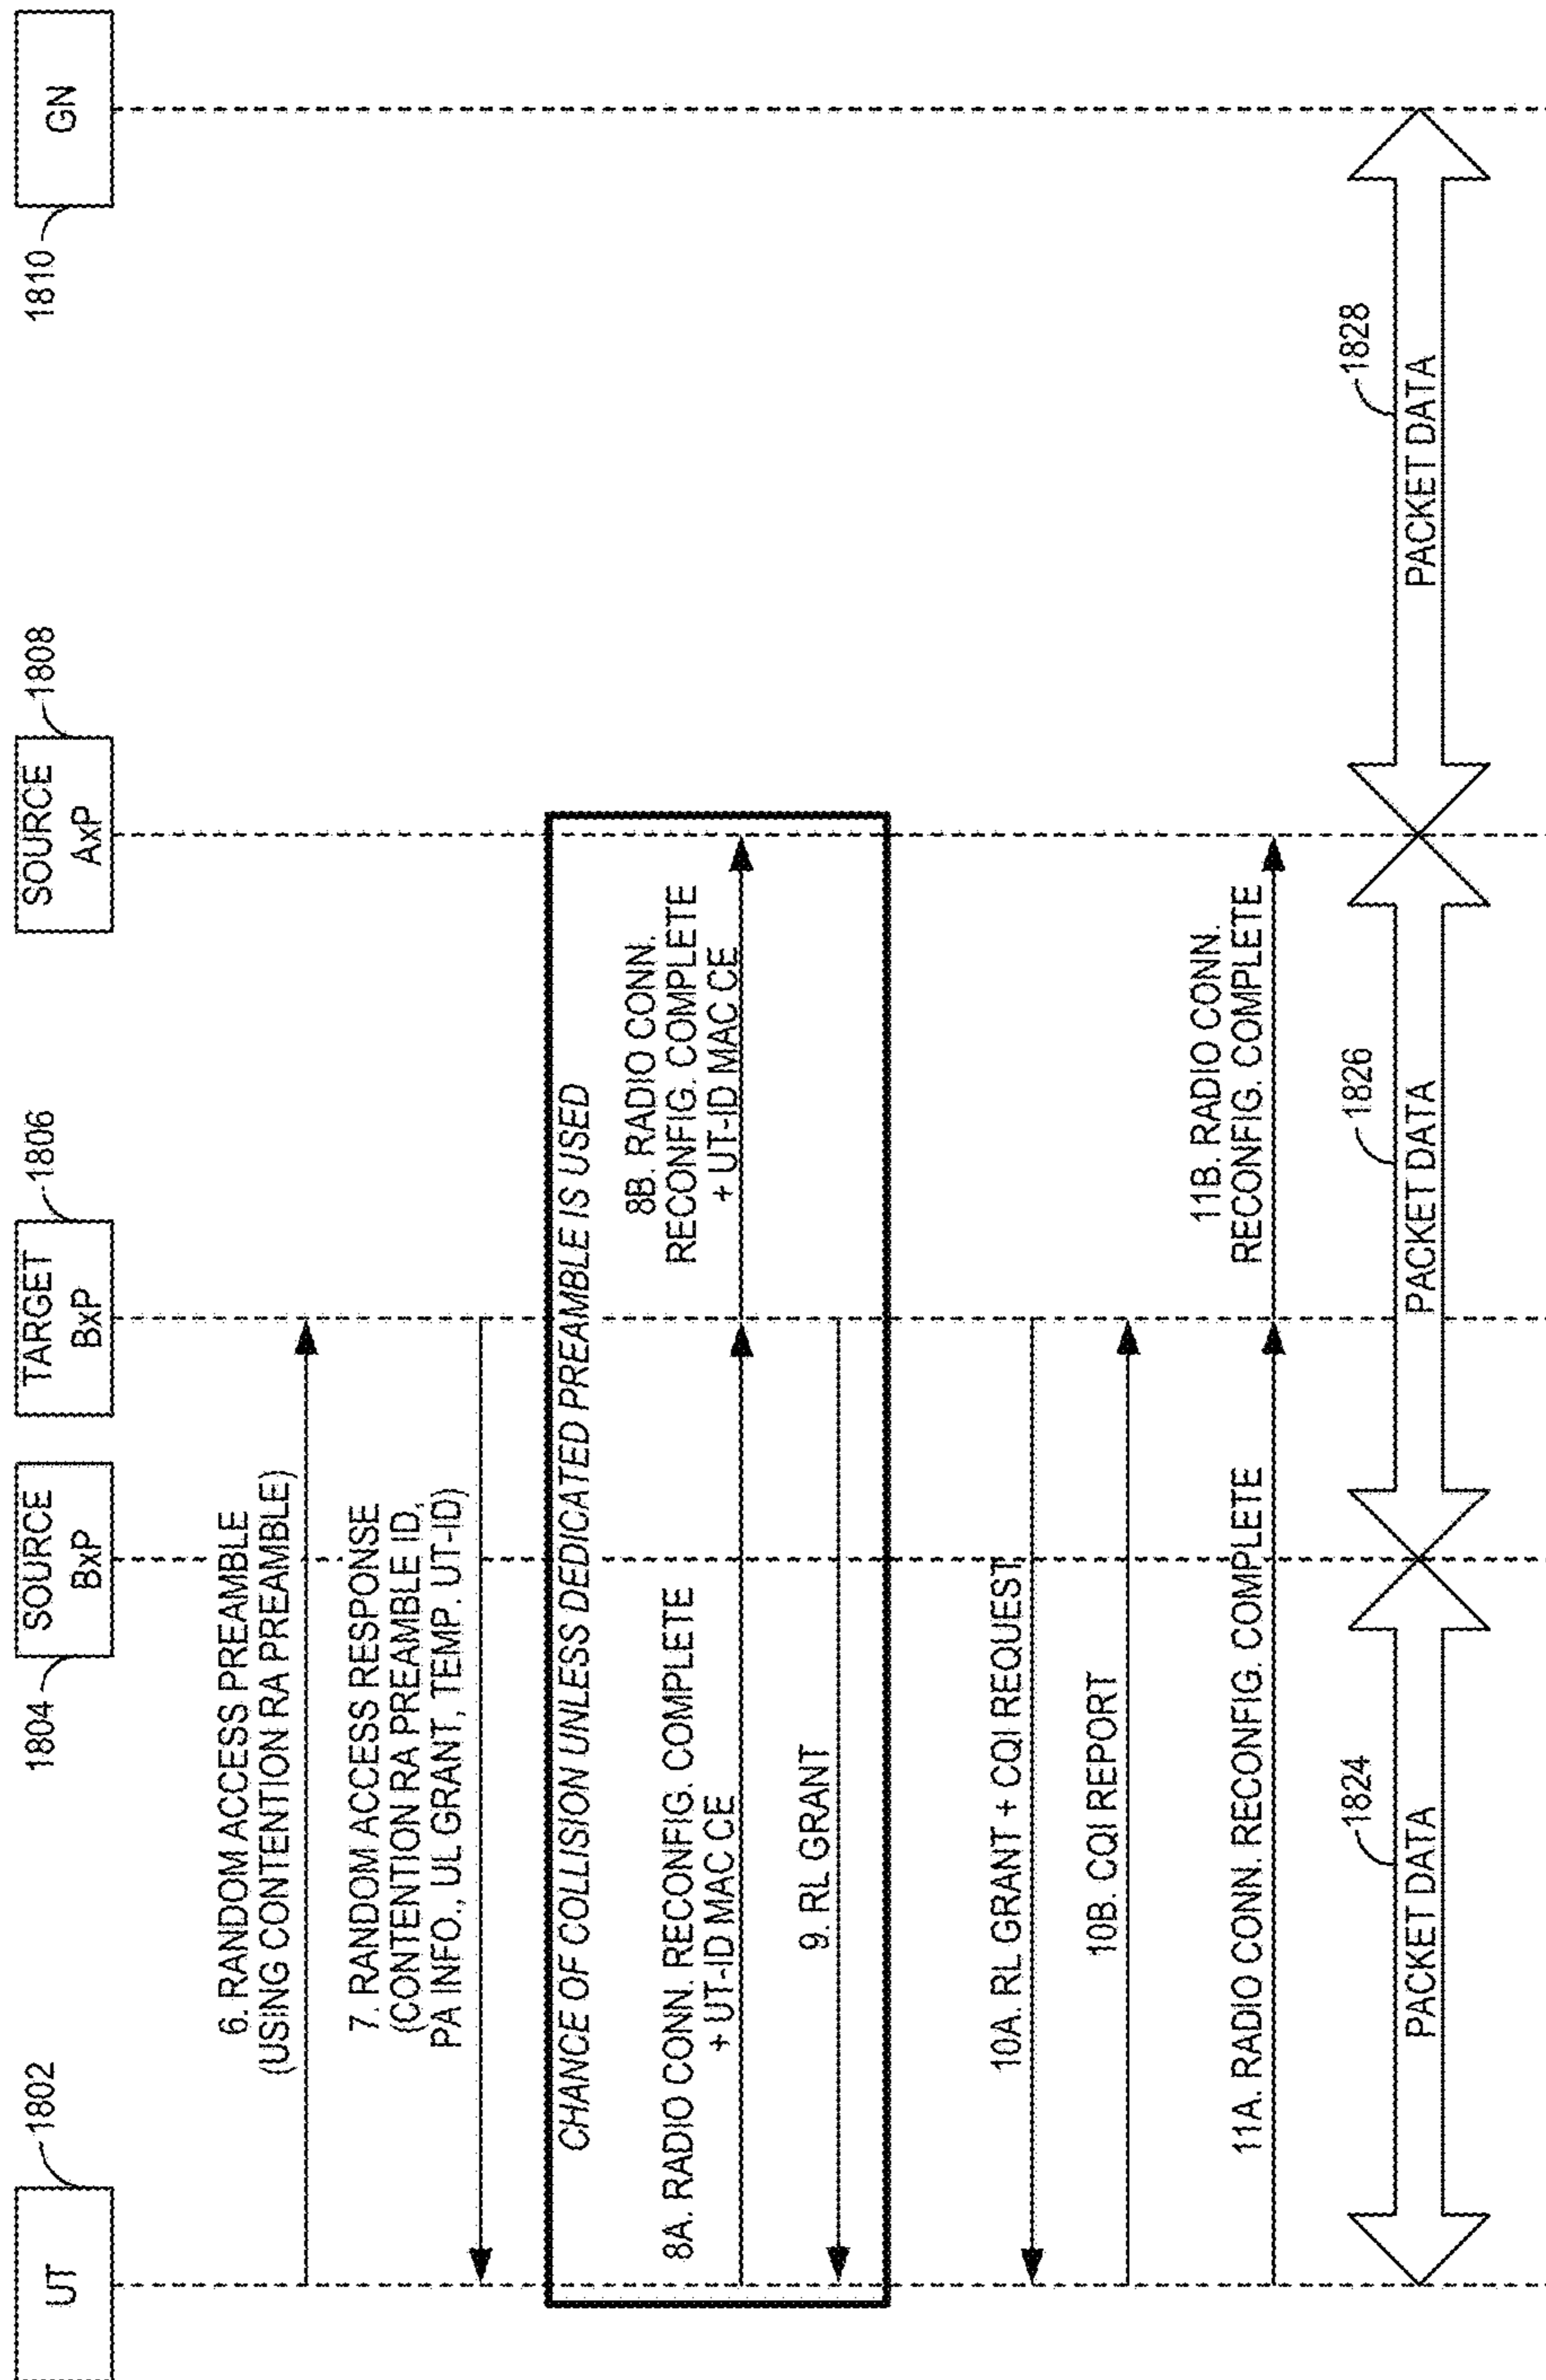 UT
1802
SOURCE
BxP
1804
TARGET
BxP
1806
SOURCE
AxP
1808
GN
1810
6. RANDOM ACCESS PREAMBLE
(USING CONTENTION RA PREAMBLE)
7. RANDOM ACCESS RESPONSE
(CONTENTION RA PREAMBLE ID,
PA INFO., UL GRANT, TEMP. UT-ID)
CHANCE OF COLLISION UNLESS DEDICATED PREAMBLE IS USED
8A. RADIO CONN. RECONFIG. COMPLETE
+ UT-ID MAC CE
8B. RADIO CONN.
RECONFIG. COMPLETE
+ UT-ID MAC CE
9. RL GRANT
10A. RL GRANT + CQI REQUEST
10B. CQI REPORT
11A. RADIO CONN. RECONFIG. COMPLETE
11B. RADIO CONN.
RECONFIG. COMPLETE
1824
PACKET DATA
1826
PACKET DATA
1828
PACKET DATA